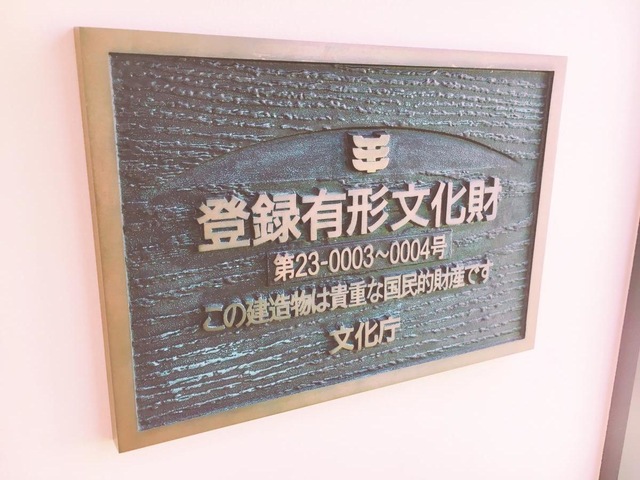 登録有形文化財
第23-0003~0004号
この建造物は貴重な国民的財産です
文化庁